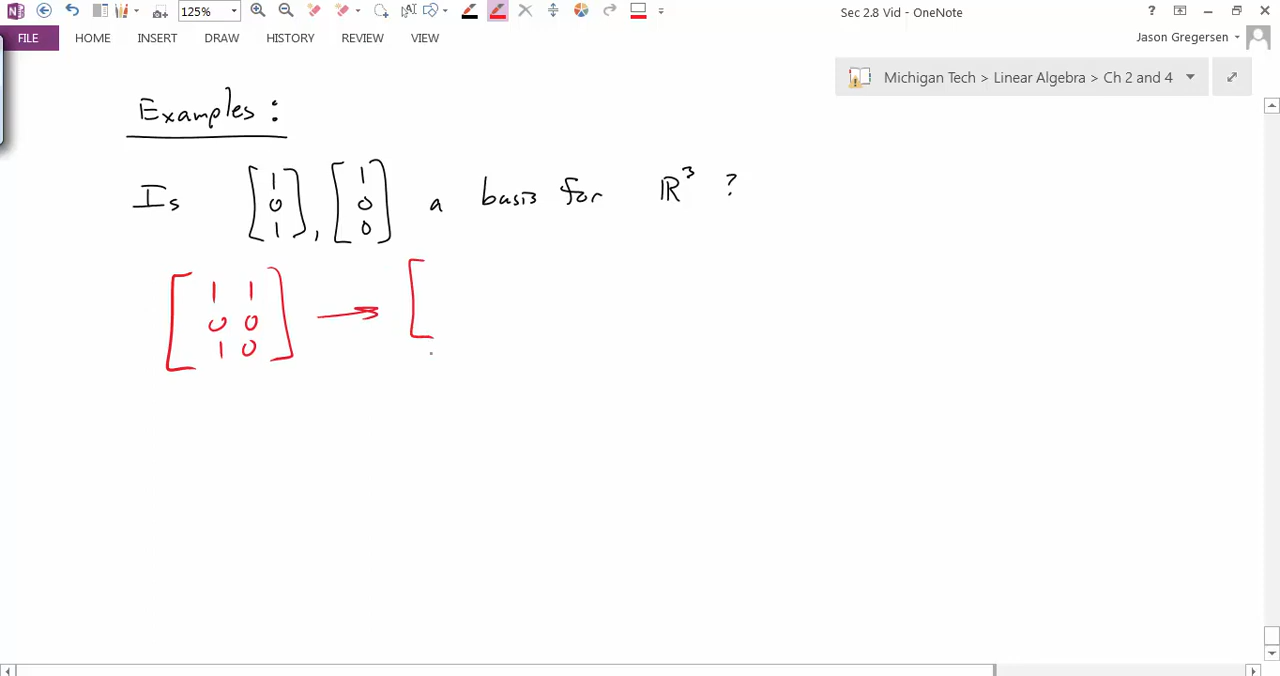 125% Sec 2.8 Vid - OneNote ?
FILE HOME INSERT DRAW HISTORY REVIEW VIEW Jason Gregersen
Michigan Tech > Linear Algebra > Ch 2 and 4
Examples:
Is [1 0 1], [1 0 0] a basis for ℝ³ ?
[1 1
0 0
1 0] → [